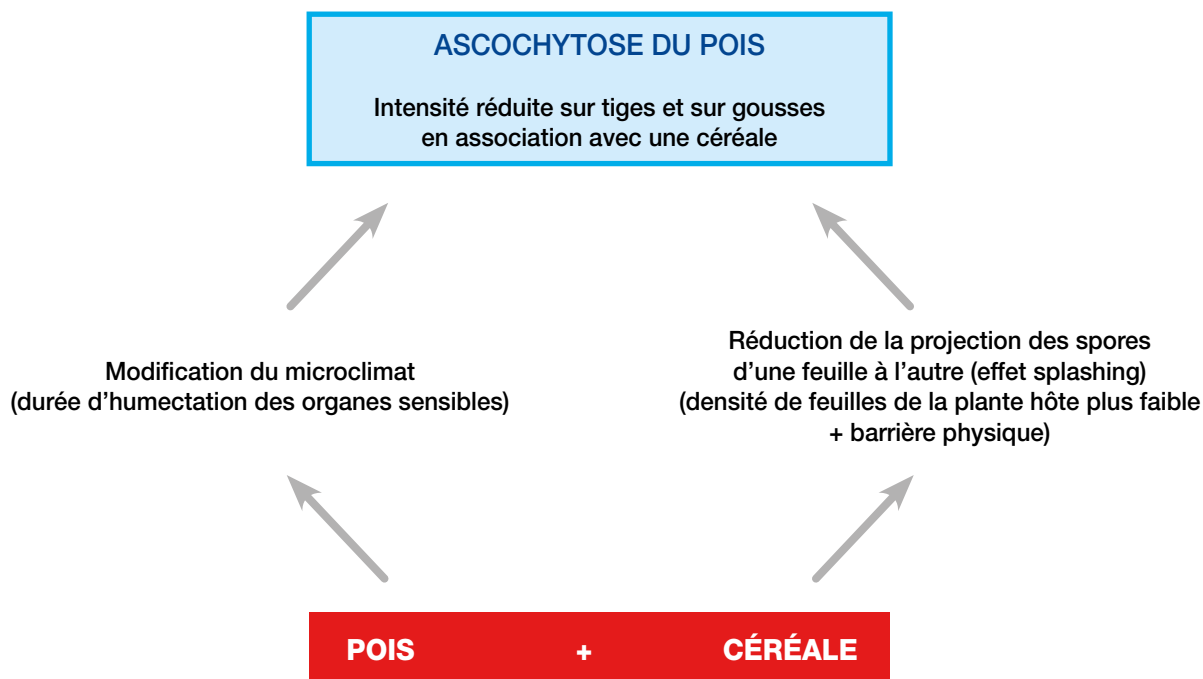 ASCOCHYTOSE DU POIS
Intensité réduite sur tiges et sur gousses
en association avec une céréale
Modification du microclimat
(durée d’humectation des organes sensibles)
Réduction de la projection des spores
d’une feuille à l’autre (effet splashing)
(densité de feuilles de la plante hôte plus faible
+ barrière physique)
POIS + CÉRÉALE